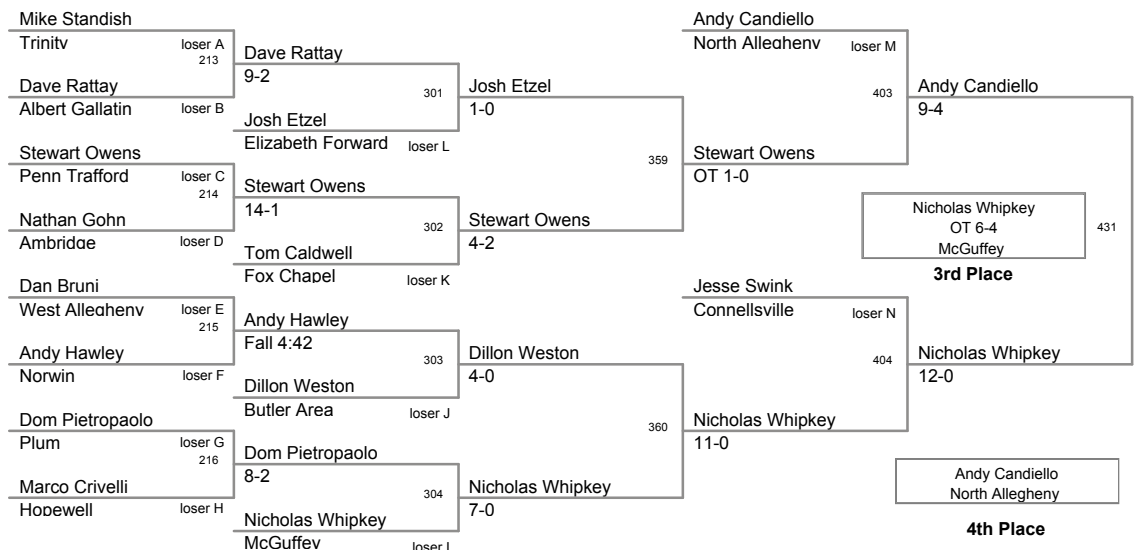 Mike Standish
Trinity
loser A
213
Dave Rattay
Albert Gallatin
loser B
Stewart Owens
Penn Trafford
loser C
214
Nathan Gohn
Ambridge
loser D
Dan Bruni
West Allegheny
loser E
215
Andy Hawley
Norwin
loser F
Dom Pietropaolo
Plum
loser G
216
Marco Crivelli
Hopewell
loser H
Dave Rattay
9-2
301
Josh Etzel
Elizabeth Forward
loser L
Stewart Owens
14-1
302
Tom Caldwell
Fox Chapel
loser K
Andy Hawley
Fall 4:42
303
Dillon Weston
Butler Area
loser J
Dom Pietropaolo
8-2
304
Nicholas Whipkey
McGuffey
loser I
Josh Etzel
1-0
359
Stewart Owens
4-2
Dillon Weston
4-0
360
Nicholas Whipkey
7-0
Andy Candiello
North Allegheny
loser M
403
Stewart Owens
OT 1-0
Jesse Swink
Connellsville
loser N
404
Nicholas Whipkey
11-0
Andy Candiello
9-4
431
Nicholas Whipkey
12-0
Nicholas Whipkey
OT 6-4
McGuffey
3rd Place
Andy Candiello
North Allegheny
4th Place